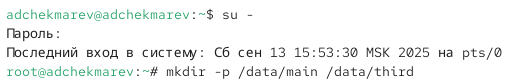 adchekmarev@adchekmarev:~$ su -
Пароль:
Последний вход в систему: Сб сен 13 15:53:30 MSK 2025 на pts/0
root@adchekmarev:~# mkdir -p /data/main /data/third